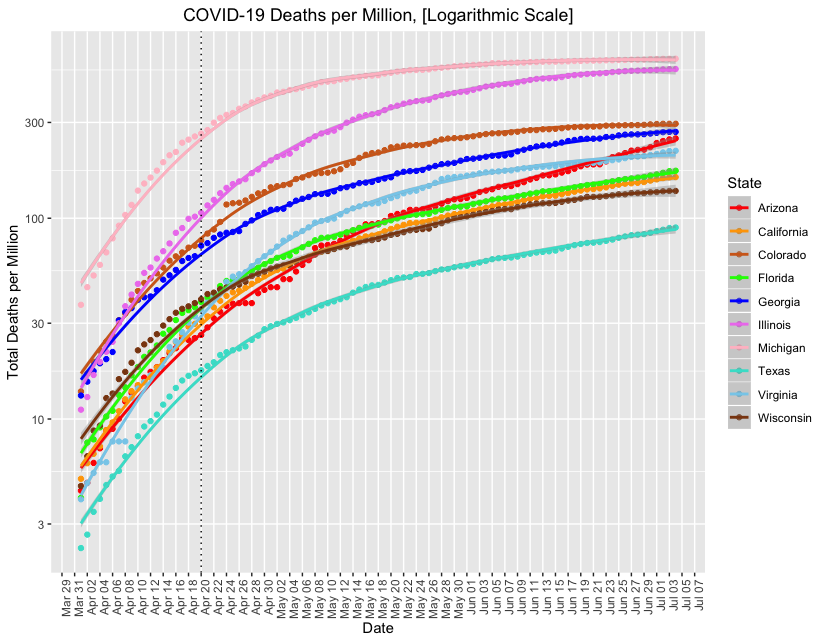 COVID-19 Deaths per Million, [Logarithmic Scale]
Total Deaths per Million
300
100
30
10
3
Mar 29
Mar 31
Apr 02
Apr 04
Apr 06
Apr 08
Apr 10
Apr 12
Apr 14
Apr 16
Apr 18
Apr 20
Apr 22
Apr 24
Apr 26
Apr 28
Apr 30
May 02
May 04
May 06
May 08
May 10
May 12
May 14
May 16
May 18
May 20
May 22
May 24
May 26
May 28
May 30
Jun 01
Jun 03
Jun 05
Jun 07
Jun 09
Jun 11
Jun 13
Jun 15
Jun 17
Jun 19
Jun 21
Jun 23
Jun 25
Jun 27
Jun 29
Jul 01
Jul 03
Jul 05
Jul 07
Date
State
Arizona
California
Colorado
Florida
Georgia
Illinois
Michigan
Texas
Virginia
Wisconsin